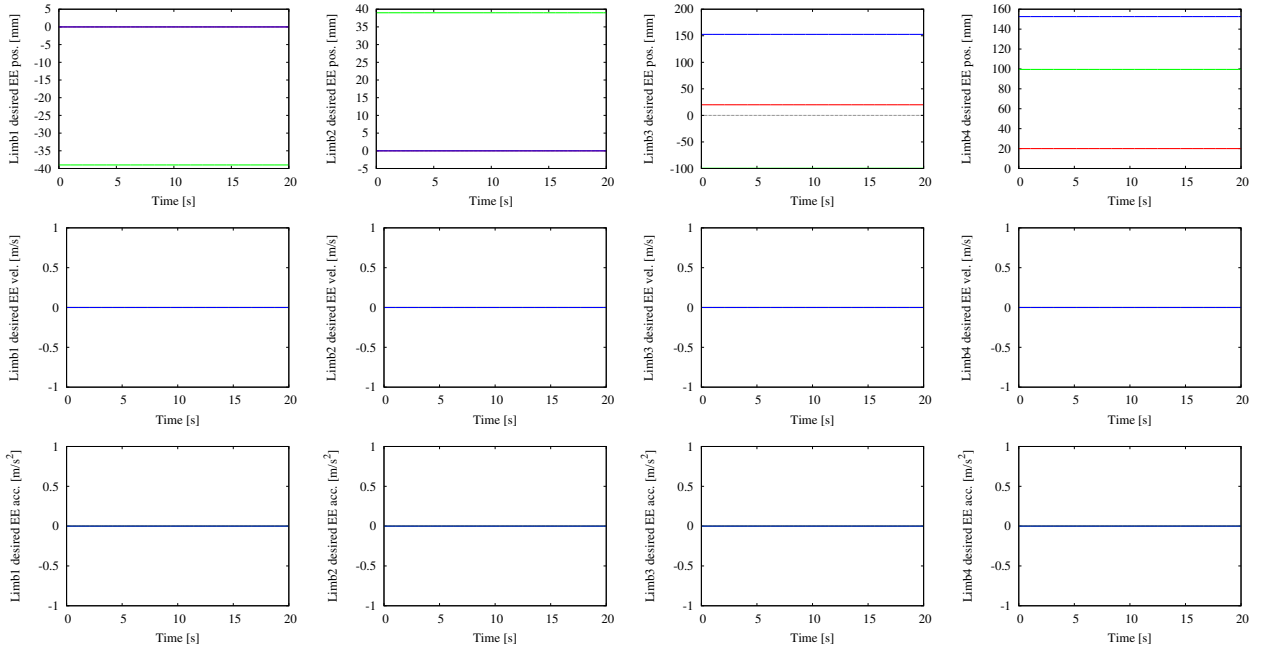 Limb1 desired EE pos. [mm]
5
0
-5
-10
-15
-20
-25
-30
-35
-40
0 5 10 15 20
Time [s]
Limb2 desired EE pos. [mm]
40
35
30
25
20
15
10
5
0
-5
0 5 10 15 20
Time [s]
Limb3 desired EE pos. [mm]
200
150
100
50
0
-50
-100
0 5 10 15 20
Time [s]
Limb4 desired EE pos. [mm]
160
140
120
100
80
60
40
20
0
0 5 10 15 20
Time [s]
Limb1 desired EE vel. [m/s]
1
0.5
0
-0.5
-1
0 5 10 15 20
Time [s]
Limb2 desired EE vel. [m/s]
1
0.5
0
-0.5
-1
0 5 10 15 20
Time [s]
Limb3 desired EE vel. [m/s]
1
0.5
0
-0.5
-1
0 5 10 15 20
Time [s]
Limb4 desired EE vel. [m/s]
1
0.5
0
-0.5
-1
0 5 10 15 20
Time [s]
Limb1 desired EE acc. [m/s²]
1
0.5
0
-0.5
-1
0 5 10 15 20
Time [s]
Limb2 desired EE acc. [m/s²]
1
0.5
0
-0.5
-1
0 5 10 15 20
Time [s]
Limb3 desired EE acc. [m/s²]
1
0.5
0
-0.5
-1
0 5 10 15 20
Time [s]
Limb4 desired EE acc. [m/s²]
1
0.5
0
-0.5
-1
0 5 10 15 20
Time [s]